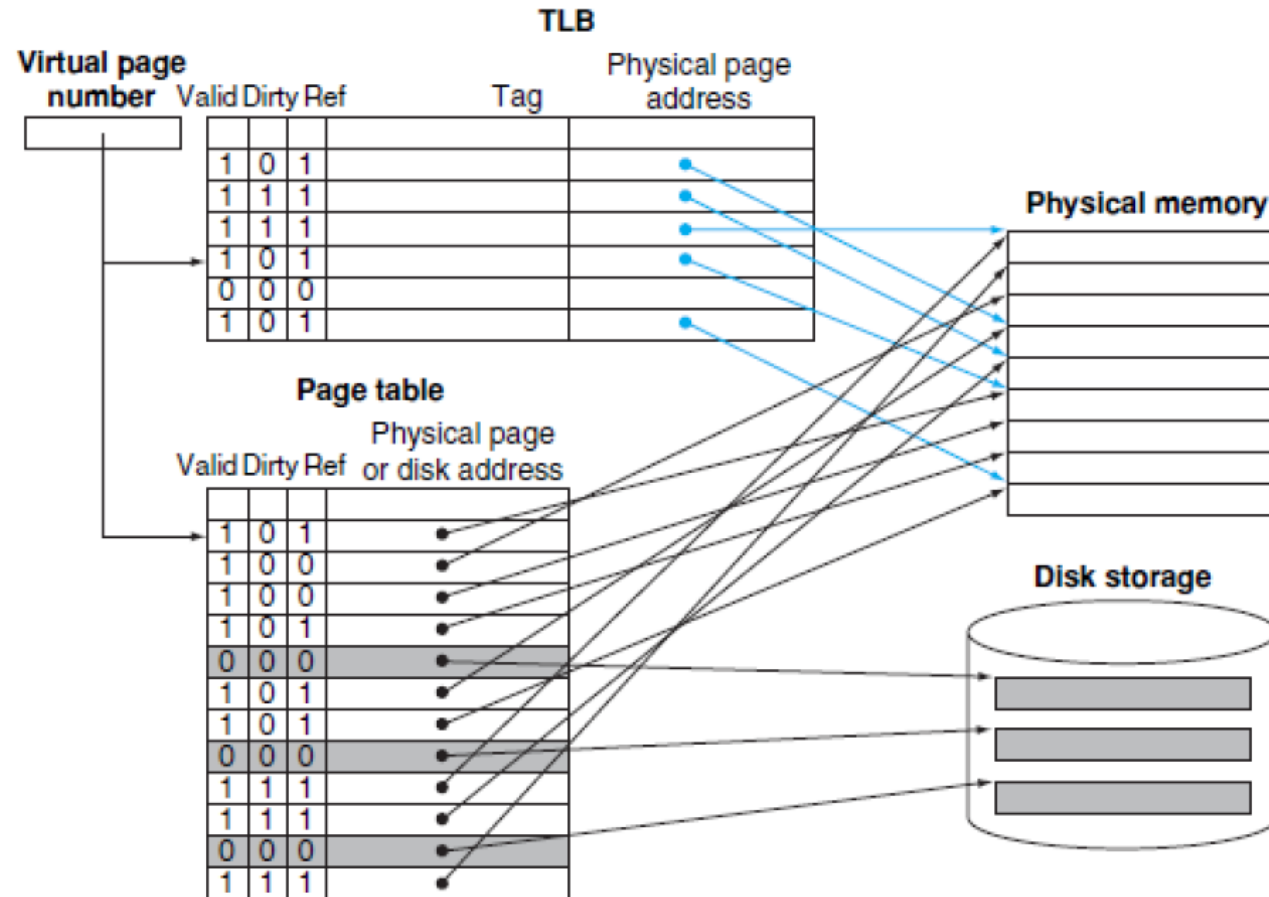 TLB
Virtual page
number
Valid Dirty Ref
Tag
Physical page
address
1 0 1
1 1 1
1 1 1
1 0 1
0 0 0
1 0 1
Physical memory
Page table
Valid Dirty Ref
Physical page
or disk address
1 0 1
1 0 0
1 0 0
1 0 1
0 0 0
1 0 1
1 0 1
0 0 0
1 1 1
1 1 1
0 0 0
1 1 1
Disk storage